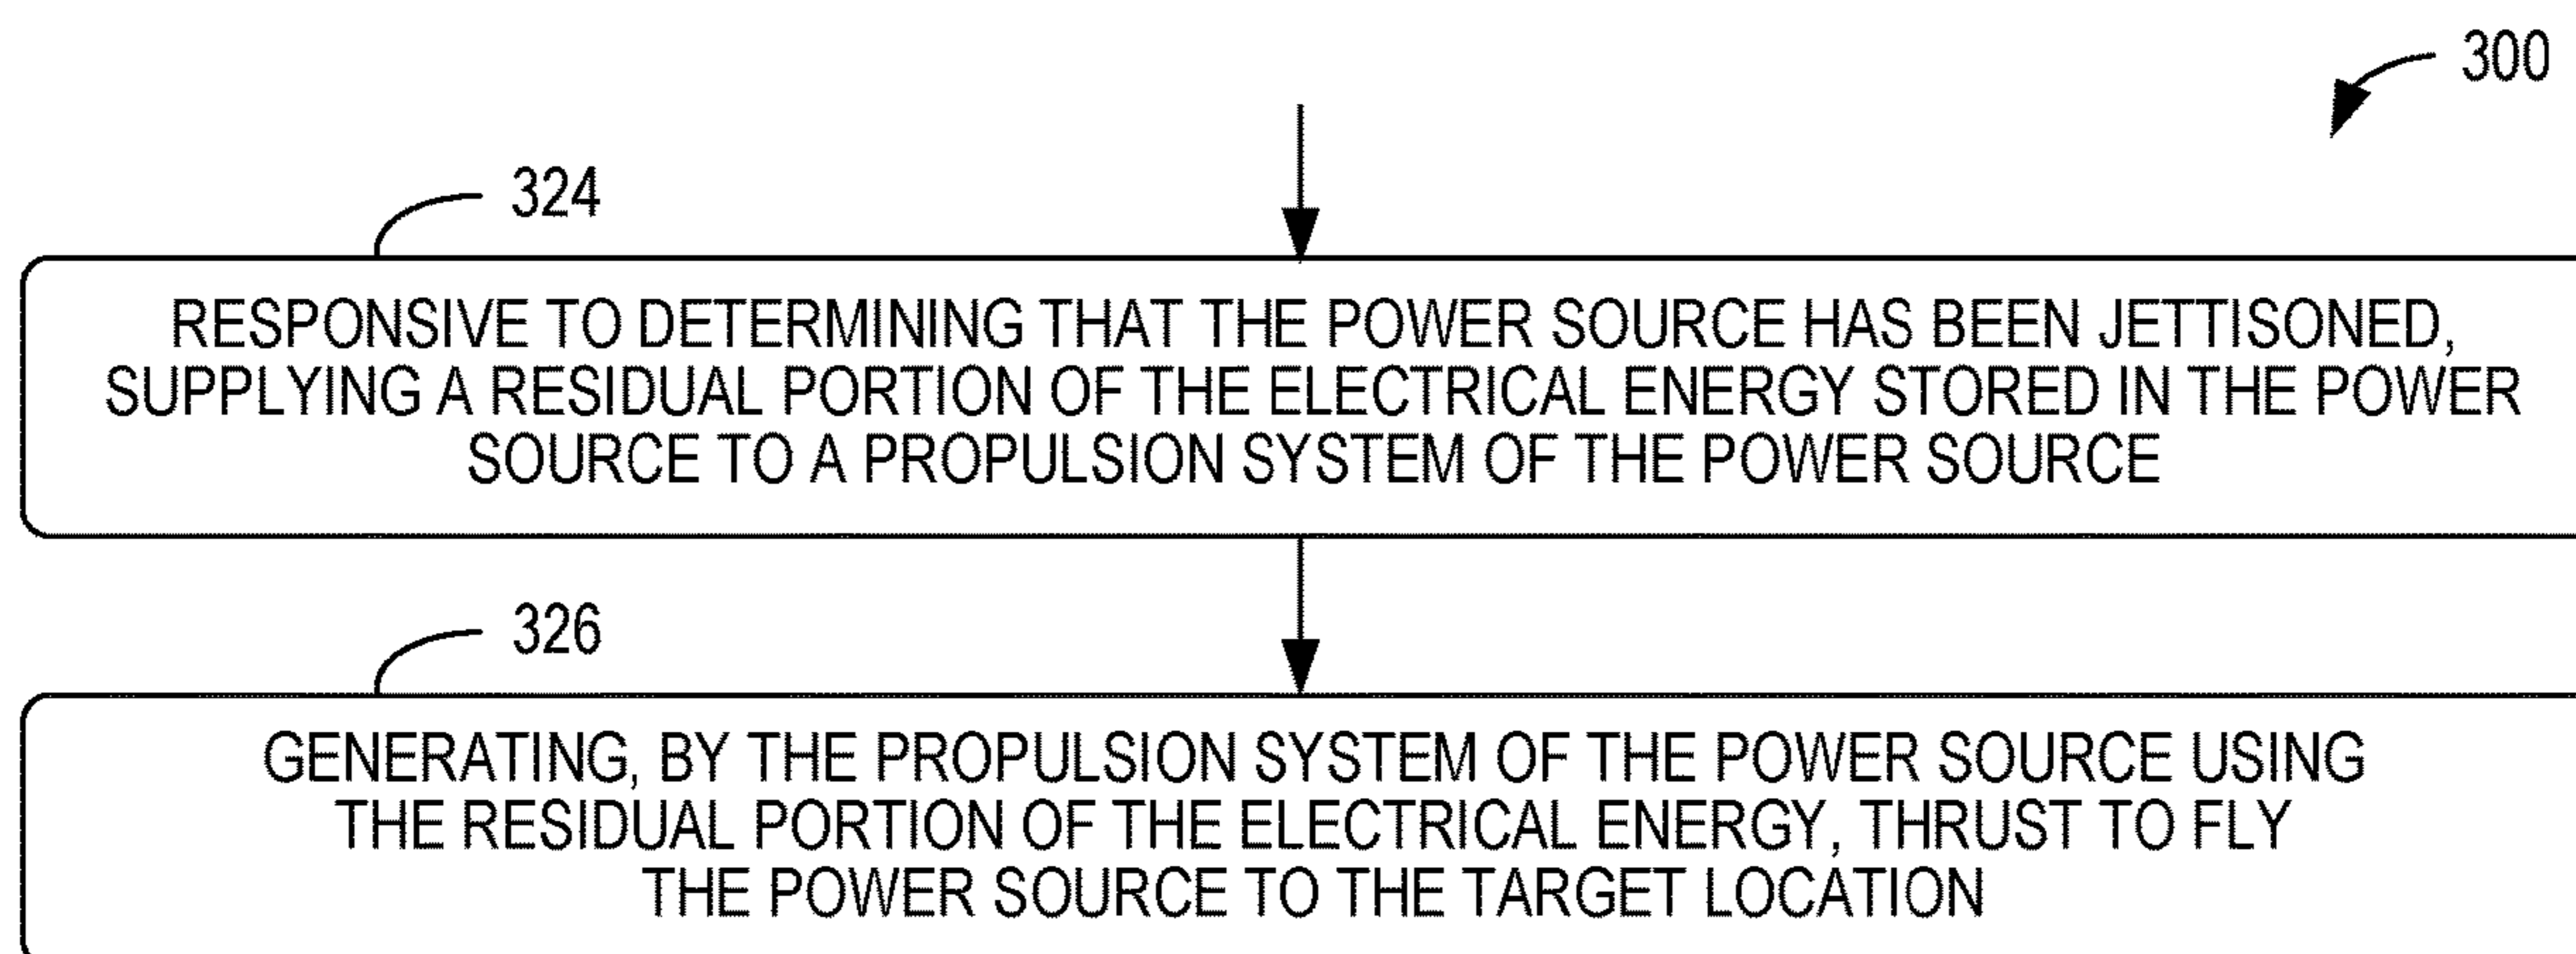 300
324
RESPONSIVE TO DETERMINING THAT THE POWER SOURCE HAS BEEN JETTISONED,
SUPPLYING A RESIDUAL PORTION OF THE ELECTRICAL ENERGY STORED IN THE POWER
SOURCE TO A PROPULSION SYSTEM OF THE POWER SOURCE
326
GENERATING, BY THE PROPULSION SYSTEM OF THE POWER SOURCE USING
THE RESIDUAL PORTION OF THE ELECTRICAL ENERGY, THRUST TO FLY
THE POWER SOURCE TO THE TARGET LOCATION